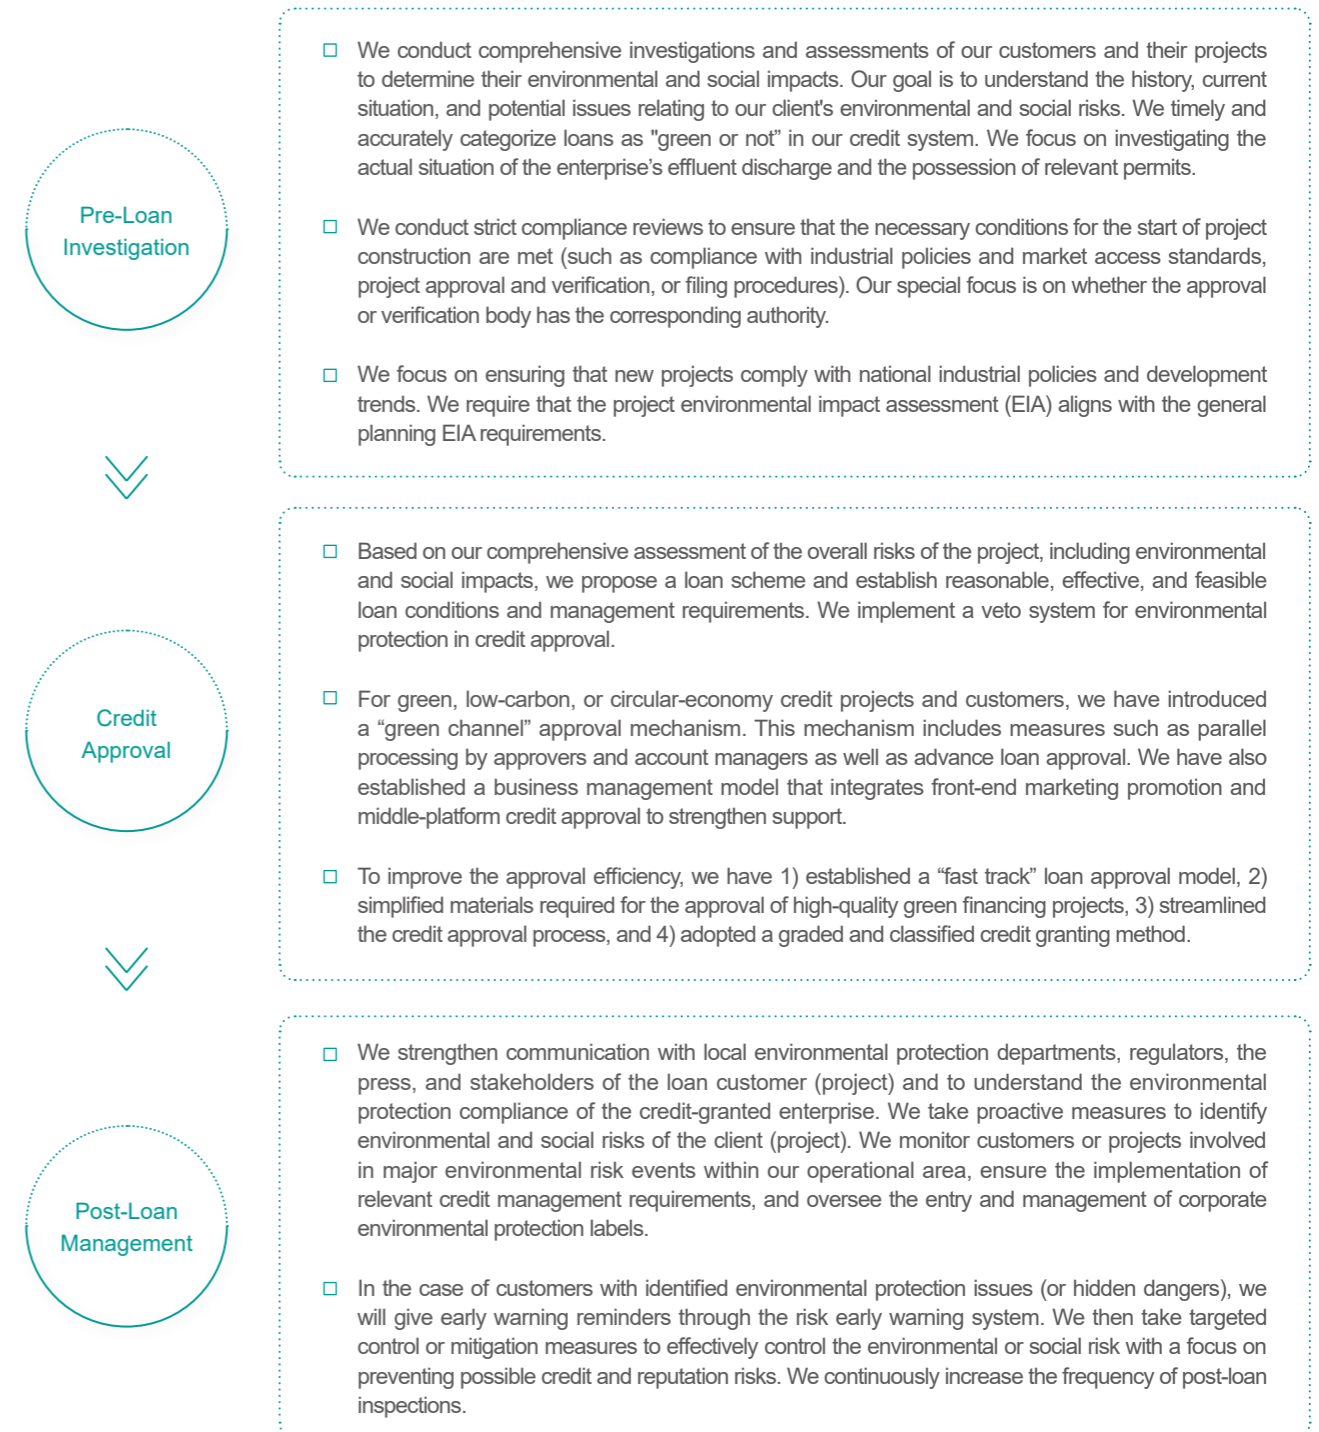 Pre-Loan
Investigation
We conduct comprehensive investigations and assessments of our customers and their projects
to determine their environmental and social impacts. Our goal is to understand the history, current
situation, and potential issues relating to our client's environmental and social risks. We timely and
accurately categorize loans as "green or not” in our credit system. We focus on investigating the
actual situation of the enterprise’s effluent discharge and the possession of relevant permits.
We conduct strict compliance reviews to ensure that the necessary conditions for the start of project
construction are met (such as compliance with industrial policies and market access standards,
project approval and verification, or filing procedures). Our special focus is on whether the approval
or verification body has the corresponding authority.
We focus on ensuring that new projects comply with national industrial policies and development
trends. We require that the project environmental impact assessment (EIA) aligns with the general
planning EIA requirements.
Credit
Approval
Based on our comprehensive assessment of the overall risks of the project, including environmental
and social impacts, we propose a loan scheme and establish reasonable, effective, and feasible
loan conditions and management requirements. We implement a veto system for environmental
protection in credit approval.
For green, low-carbon, or circular-economy credit projects and customers, we have introduced
a “green channel” approval mechanism. This mechanism includes measures such as parallel
processing by approvers and account managers as well as advance loan approval. We have also
established a business management model that integrates front-end marketing promotion and
middle-platform credit approval to strengthen support.
To improve the approval efficiency, we have 1) established a “fast track” loan approval model, 2)
simplified materials required for the approval of high-quality green financing projects, 3) streamlined
the credit approval process, and 4) adopted a graded and classified credit granting method.
Post-Loan
Management
We strengthen communication with local environmental protection departments, regulators, the
press, and stakeholders of the loan customer (project) and to understand the environmental
protection compliance of the credit-granted enterprise. We take proactive measures to identify
environmental and social risks of the client (project). We monitor customers or projects involved
in major environmental risk events within our operational area, ensure the implementation of
relevant credit management requirements, and oversee the entry and management of corporate
environmental protection labels.
In the case of customers with identified environmental protection issues (or hidden dangers), we
will give early warning reminders through the risk early warning system. We then take targeted
control or mitigation measures to effectively control the environmental or social risk with a focus on
preventing possible credit and reputation risks. We continuously increase the frequency of post-loan
inspections.